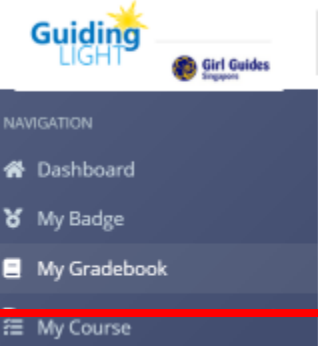 Guiding
LIGHT
Girl Guides
Singapore
NAVIGATION
Dashboard
My Badge
My Gradebook
My Course